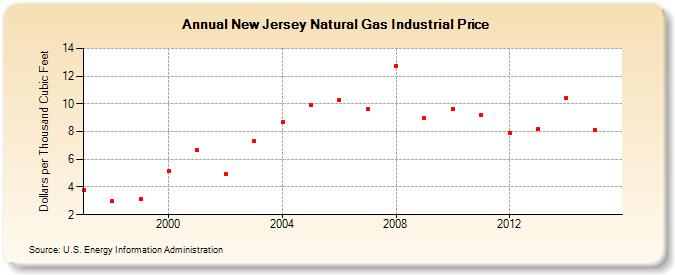 Annual New Jersey Natural Gas Industrial Price
Dollars per Thousand Cubic Feet
14
12
10
8
6
4
2
2000 2004 2008 2012
Source: U.S. Energy Information Administration